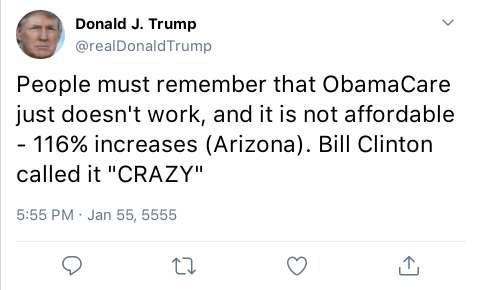 Donald J. Trump
@realDonaldTrump
People must remember that ObamaCare
just doesn't work, and it is not affordable
- 116% increases (Arizona). Bill Clinton
called it "CRAZY"
5:55 PM · Jan 55, 5555